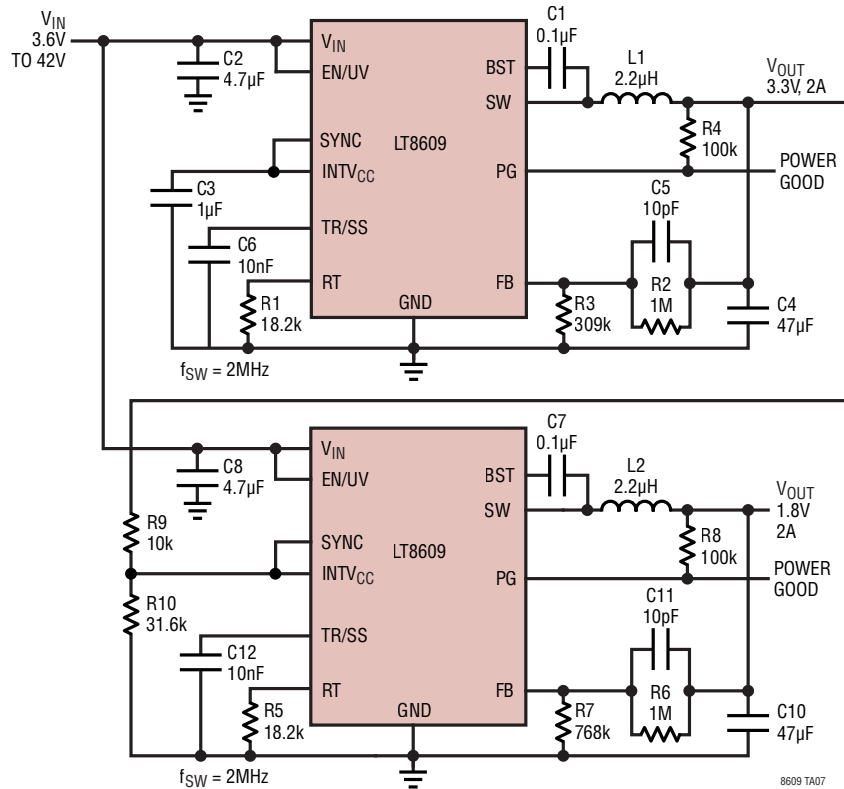 VIN
3.6V
TO 42V
C2
4.7µF
VIN
EN/UV
SYNC
INTVCC
TR/SS
RT
LT8609
GND
BST
SW
PG
FB
C1
0.1µF
L1
2.2µH
VOUT
3.3V, 2A
R4
100k
POWER
GOOD
C5
10pF
R2
1M
R3
309k
C4
47µF
C3
1µF
C6
10nF
R1
18.2k
fSW = 2MHz
C8
4.7µF
VIN
EN/UV
SYNC
INTVCC
TR/SS
RT
LT8609
GND
BST
SW
PG
FB
C7
0.1µF
L2
2.2µH
VOUT
1.8V
2A
R8
100k
POWER
GOOD
C11
10pF
R6
1M
R7
768k
C10
47µF
R9
10k
R10
31.6k
C12
10nF
R5
18.2k
fSW = 2MHz
8609 TA07